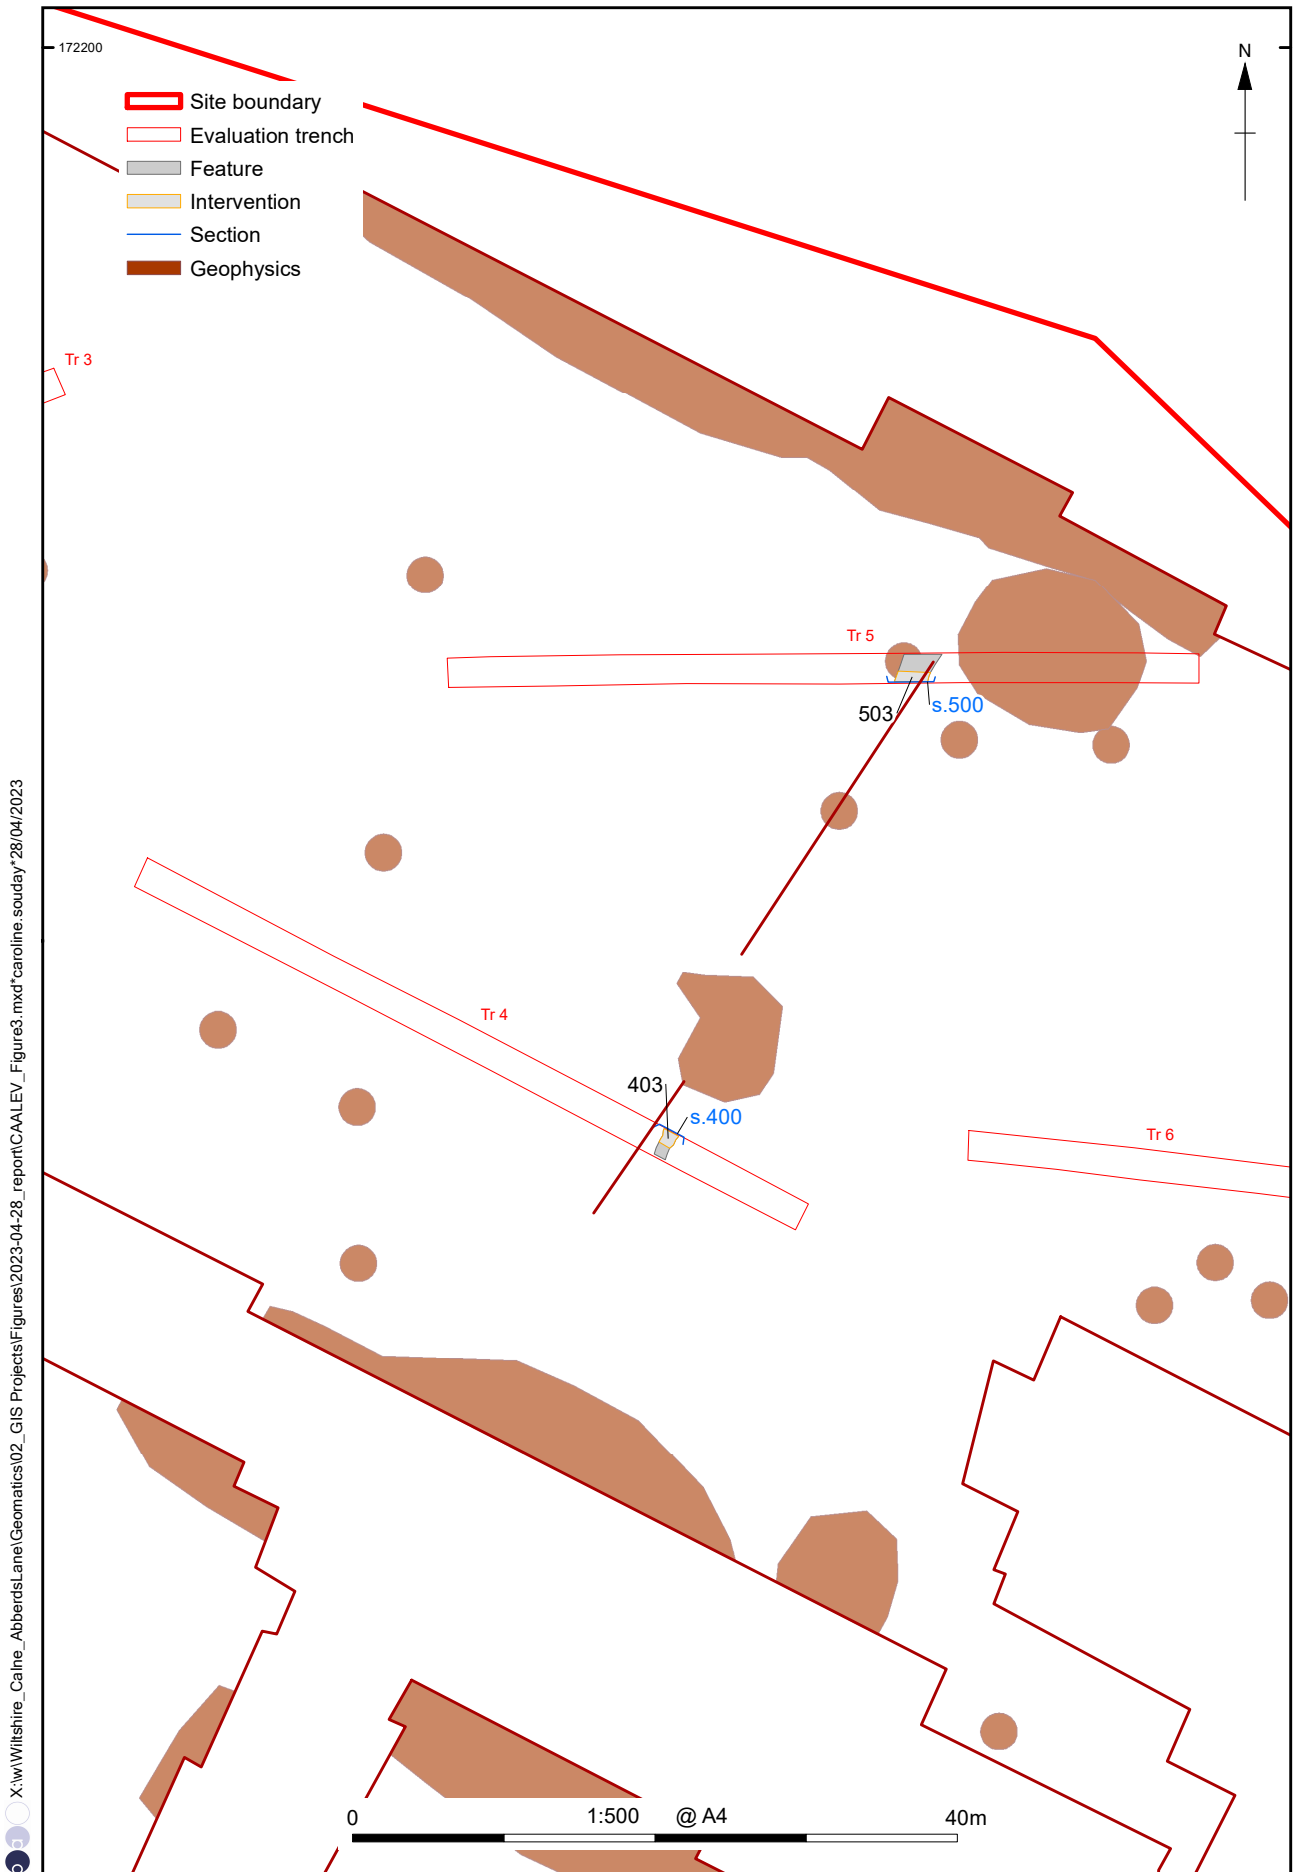 172200
N
Site boundary
Evaluation trench
Feature
Intervention
Section
Geophysics
Tr 3
Tr 5
503
s.500
Tr 4
403
s.400
Tr 6
0 1:500 @ A4 40m
X:\w\Wiltshire_Calne_AbberdsLane\Geomatics\02_GIS Projects\Figures\2023-04-28_report\CAALEV_Figure3.mxd*caroline.souday*28/04/2023